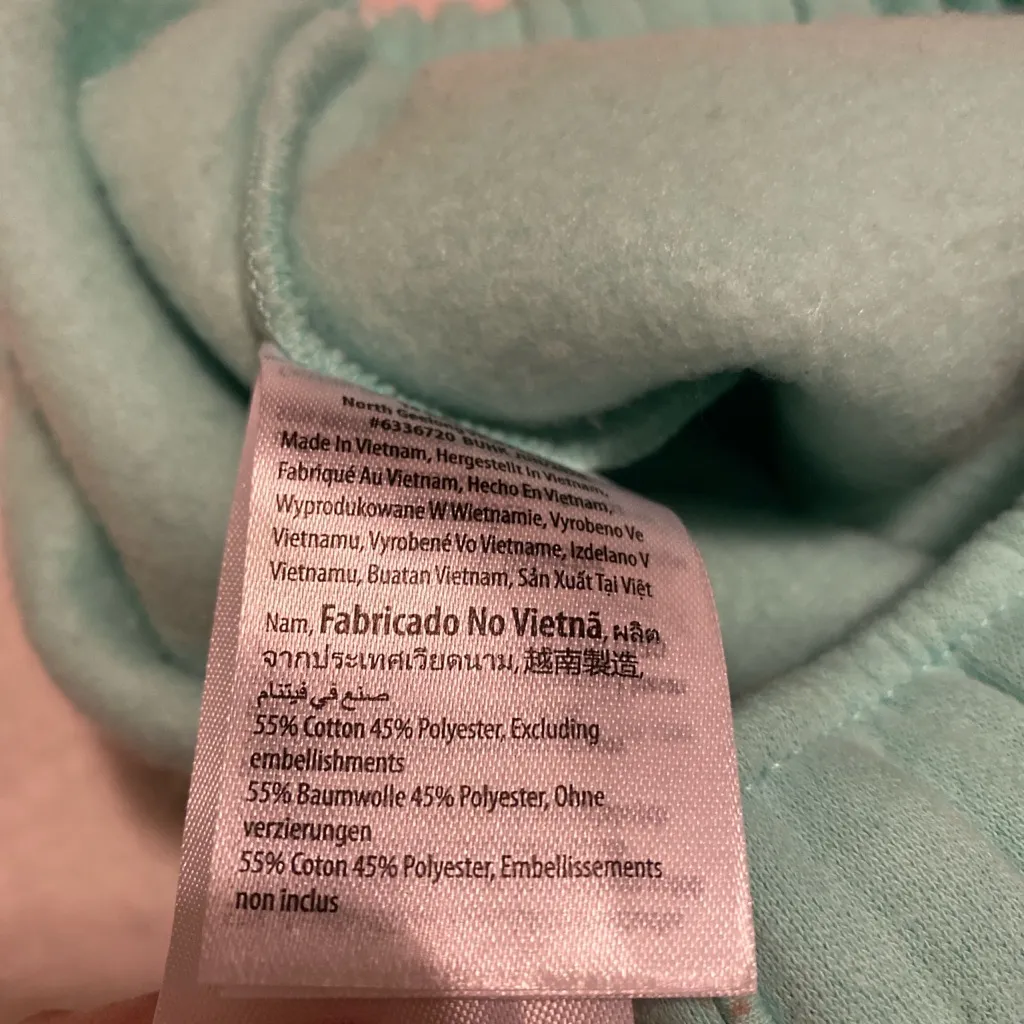 North
#6336720
Made In Vietnam, Hergestellt In Vietnam,
Fabriqué Au Vietnam, Hecho En Vietnam,
Wyprodukowane W Wietnamie, Vyrobeno Ve
Vietnamu, Vyrobené Vo Vietname, Izdelano V
Vietnamu, Buatan Vietnam, Sản Xuất Tại Việt
Nam, Fabricado No Vietnã, ผลิต
จากประเทศเวียดนาม, 越南製造,
صنع في فيتنام
55% Cotton 45% Polyester, Excluding
embellishments
55% Baumwolle 45% Polyester, Ohne
verzierungen
55% Coton 45% Polyester, Embellissements
non inclus